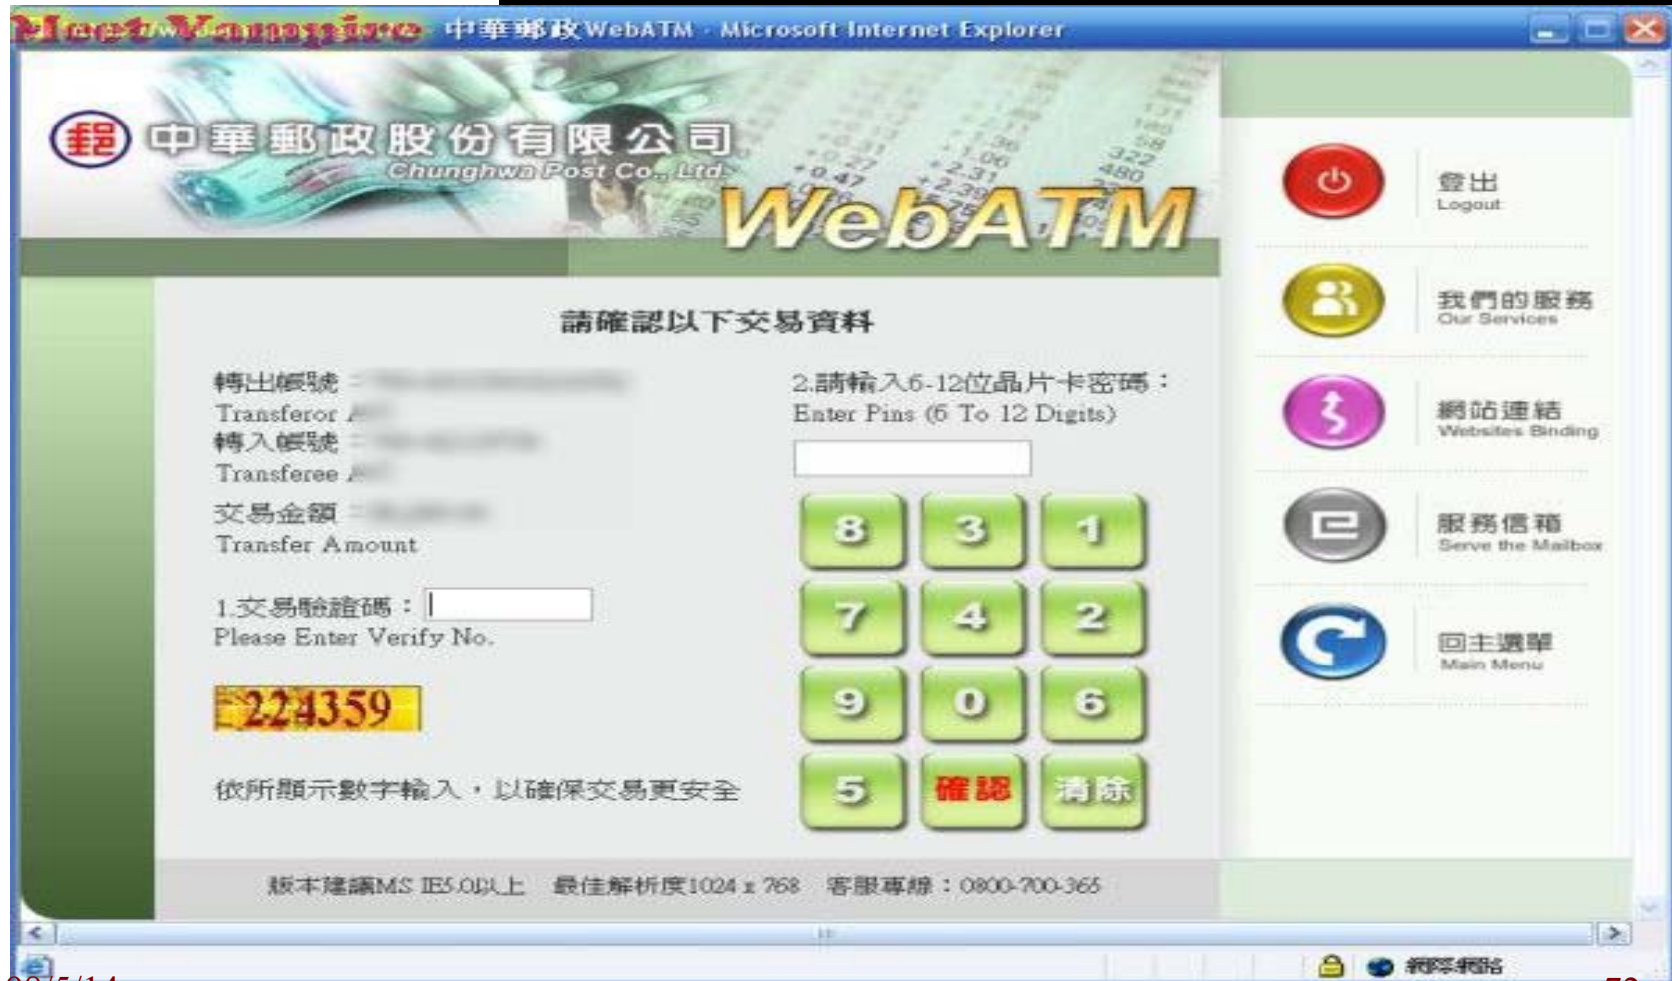 Meet Vampire
中華郵政WebATM - Microsoft Internet Explorer
郵 中華郵政股份有限公司
Chunghwa Post Co., Ltd.
WebATM
請確認以下交易資料
轉出帳號：
Transferor
轉入帳號：
Transferee
交易金額：
Transfer Amount
1.交易驗證碼：
Please Enter Verify No.
224359
依所顯示數字輸入，以確保交易更安全
2.請輸入6-12位晶片卡密碼：
Enter Pins (6 To 12 Digits)
8 3 1
7 4 2
9 0 6
5 確認 清除
登出
Logout
我們的服務
Our Services
網站連結
Websites Binding
服務信箱
Serve the Mailbox
回主選單
Main Menu
版本建議MS IE5.0以上 最佳解析度1024 x 768 客服專線：0800-700-365
網際網路